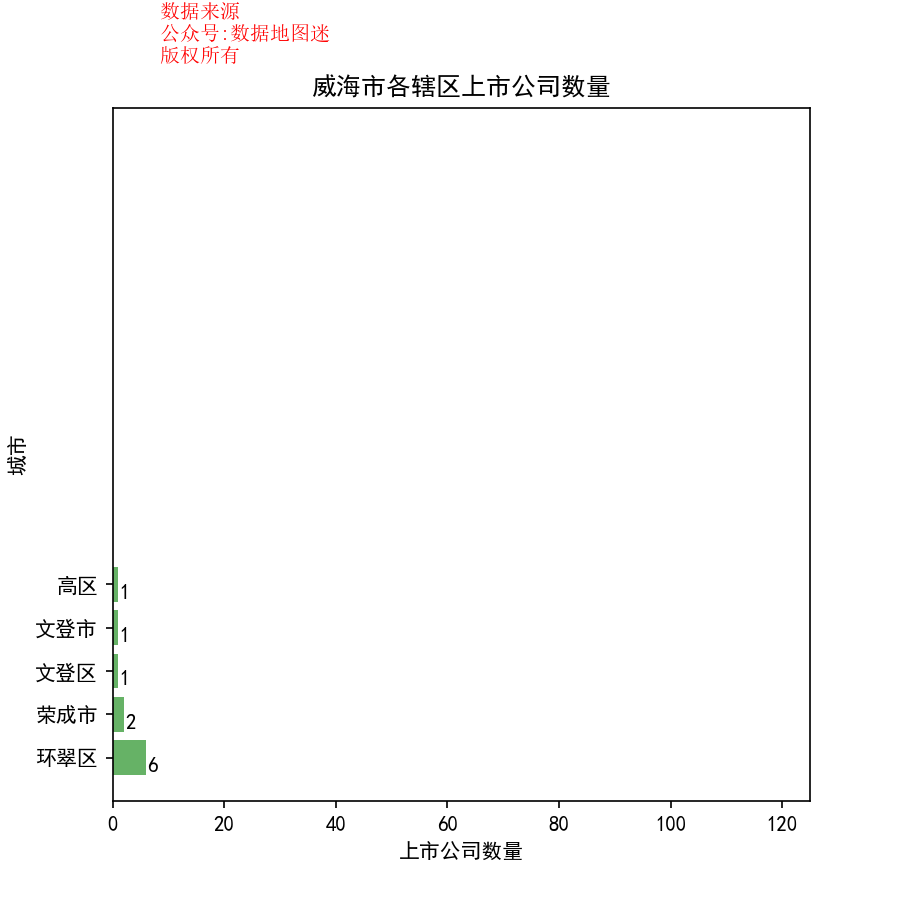 数据来源
公众号:数据地图迷
版权所有
威海市各辖区上市公司数量
城市
高区 1
文登市 1
文登区 1
荣成市 2
环翠区 6
0 20 40 60 80 100 120
上市公司数量